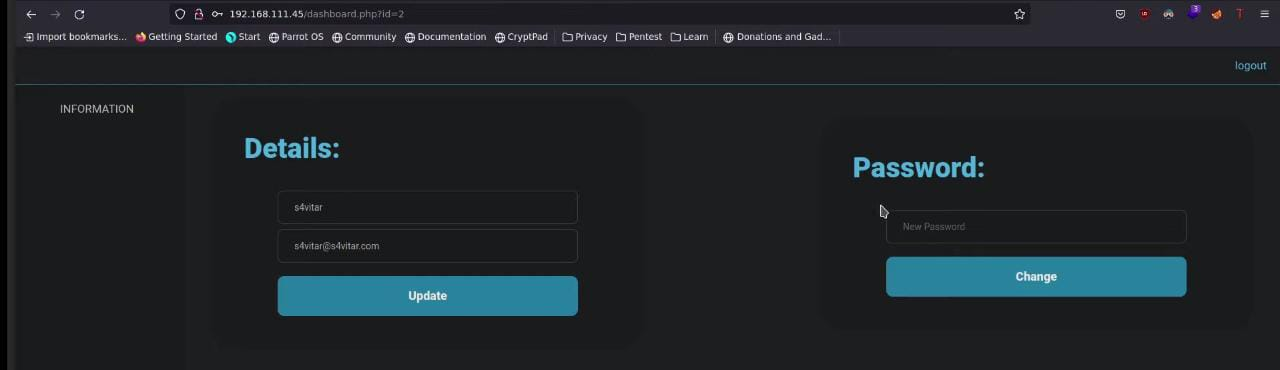 192.168.111.45/dashboard.php?id=2
3
Import bookmarks... Getting Started Start Parrot OS Community Documentation CryptPad Privacy Pentest Learn Donations and Gad...
logout
INFORMATION
Details:
s4vitar
s4vitar@s4vitar.com
Update
Password:
New Password
Change